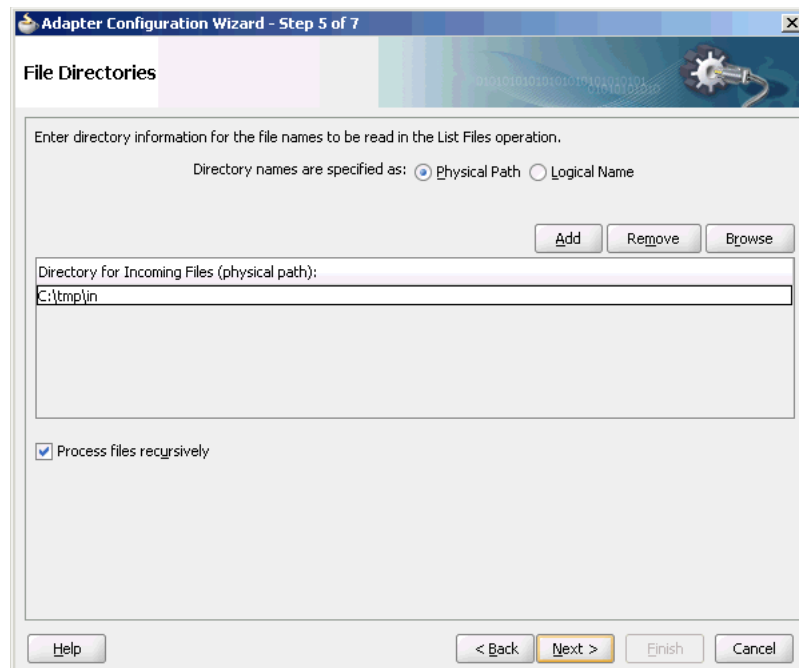 Adapter Configuration Wizard - Step 5 of 7
File Directories
Enter directory information for the file names to be read in the List Files operation.
Directory names are specified as: Physical Path Logical Name
Add Remove Browse
Directory for Incoming Files (physical path):
C:\tmp\in
Process files recursively
Help < Back Next > Finish Cancel